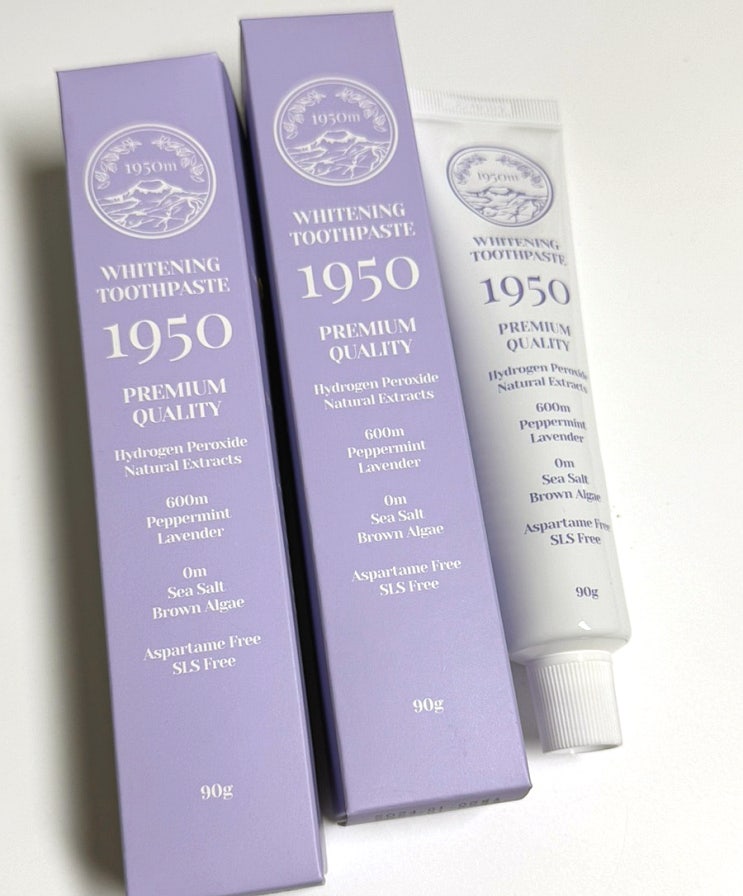 1950m
WHITENING
TOOTHPASTE
1950
PREMIUM
QUALITY
Hydrogen Peroxide
Natural Extracts
600m
Peppermint
Lavender
0m
Sea Salt
Brown Algae
Aspartame Free
SLS Free
90g
1950m
WHITENING
TOOTHPASTE
1950
PREMIUM
QUALITY
Hydrogen Peroxide
Natural Extracts
600m
Peppermint
Lavender
0m
Sea Salt
Brown Algae
Aspartame Free
SLS Free
90g
1950m
WHITENING
TOOTHPASTE
1950
PREMIUM
QUALITY
Hydrogen Peroxide
Natural Extracts
600m
Peppermint
Lavender
0m
Sea Salt
Brown Algae
Aspartame Free
SLS Free
90g